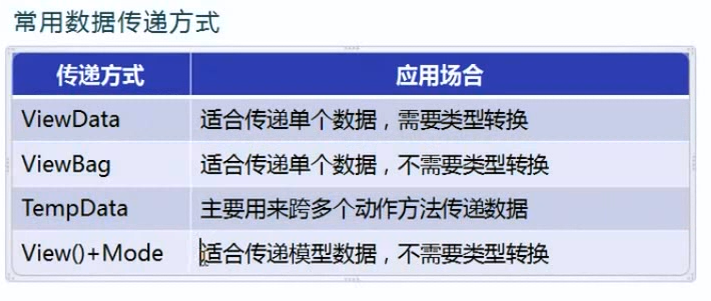 常用数据传递方式
传递方式 应用场合
ViewData 适合传递单个数据，需要类型转换
ViewBag 适合传递单个数据，不需要类型转换
TempData 主要用来跨多个动作方法传递数据
View()+Mode 适合传递模型数据，不需要类型转换